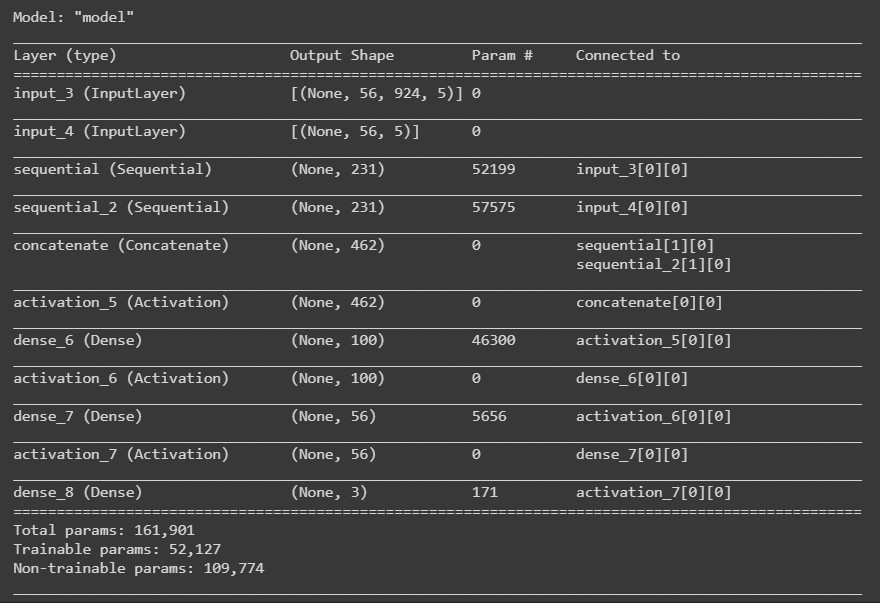 Model: "model"
Layer (type) Output Shape Param # Connected to
input_3 (InputLayer) [(None, 56, 924, 5)] 0
input_4 (InputLayer) [(None, 56, 5)] 0
sequential (Sequential) (None, 231) 52199 input_3[0][0]
sequential_2 (Sequential) (None, 231) 57575 input_4[0][0]
concatenate (Concatenate) (None, 462) 0 sequential[1][0]
sequential_2[1][0]
activation_5 (Activation) (None, 462) 0 concatenate[0][0]
dense_6 (Dense) (None, 100) 46300 activation_5[0][0]
activation_6 (Activation) (None, 100) 0 dense_6[0][0]
dense_7 (Dense) (None, 56) 5656 activation_6[0][0]
activation_7 (Activation) (None, 56) 0 dense_7[0][0]
dense_8 (Dense) (None, 3) 171 activation_7[0][0]
Total params: 161,901
Trainable params: 52,127
Non-trainable params: 109,774